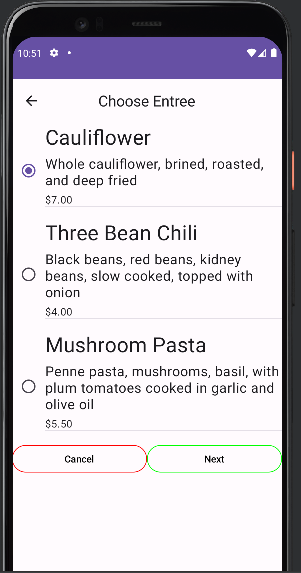 10:51
Choose Entree
Cauliflower
Whole cauliflower, brined, roasted,
and deep fried
$7.00
Three Bean Chili
Black beans, red beans, kidney
beans, slow cooked, topped with
onion
$4.00
Mushroom Pasta
Penne pasta, mushrooms, basil, with
plum tomatoes cooked in garlic and
olive oil
$5.50
Cancel
Next